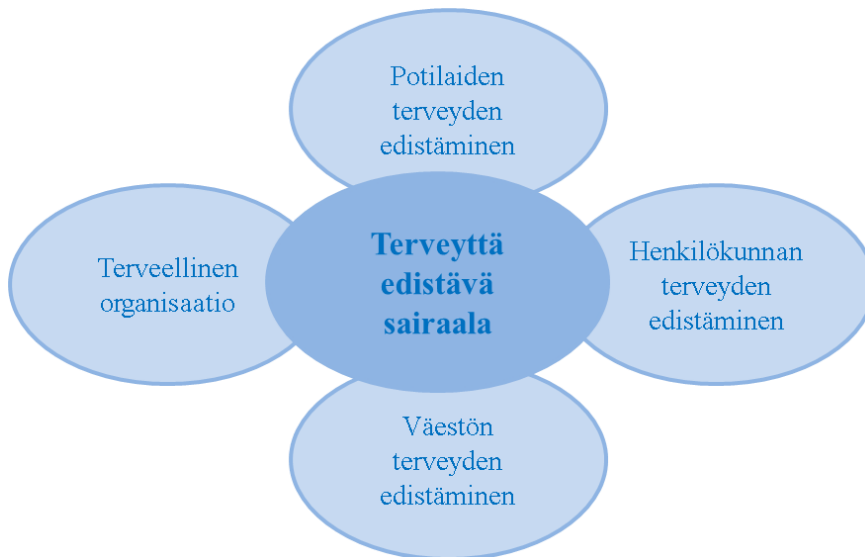 Potilaiden
terveyden
edistäminen
Terveellinen
organisaatio
Terveyttä
edistävä
sairaala
Henkilökunnan
terveyden
edistäminen
Väestön
terveyden
edistäminen